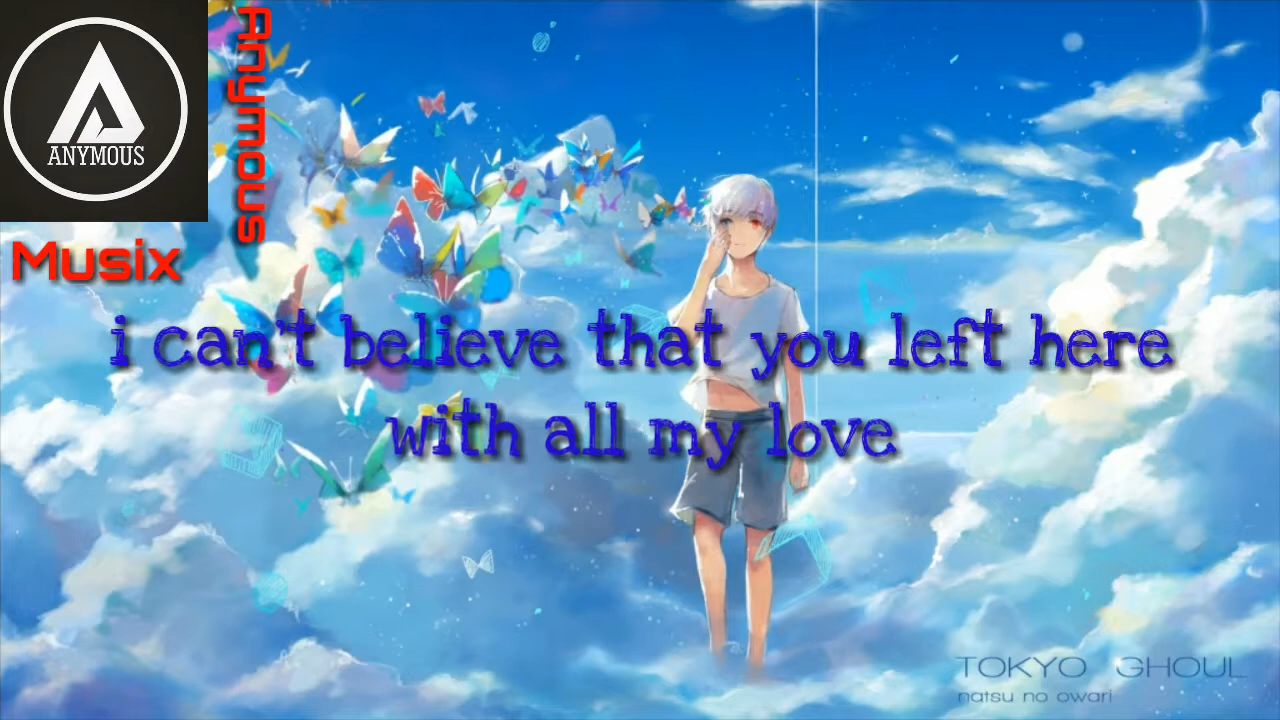 ANYMOUS
Anymous
Musix
i can't believe that you left here
with all my love
TOKYO GHOUL
natsu no owari